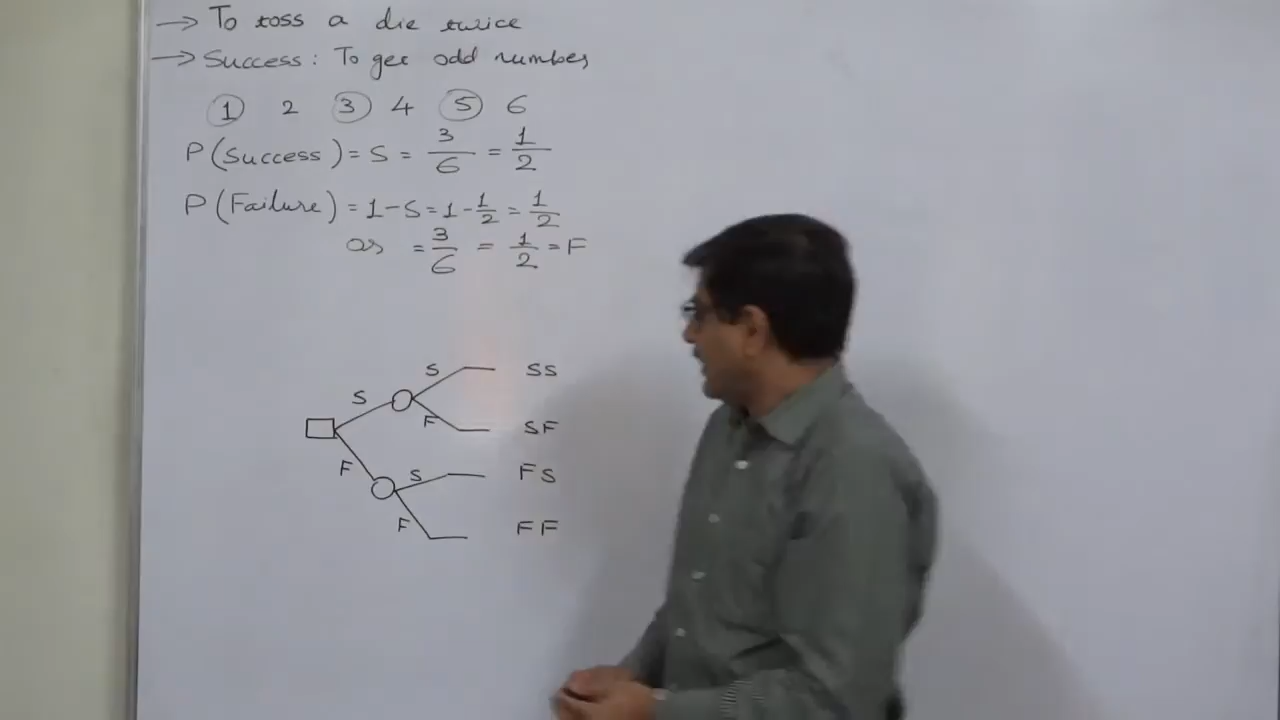 → To toss a die twice
→ Success: To get odd number
1 2 3 4 5 6
P(Success) = S = 3/6 = 1/2
P(Failure) = 1 - S = 1 - 1/2 = 1/2
or = 3/6 = 1/2 = F
S S SS
F SF
F S FS
F FF